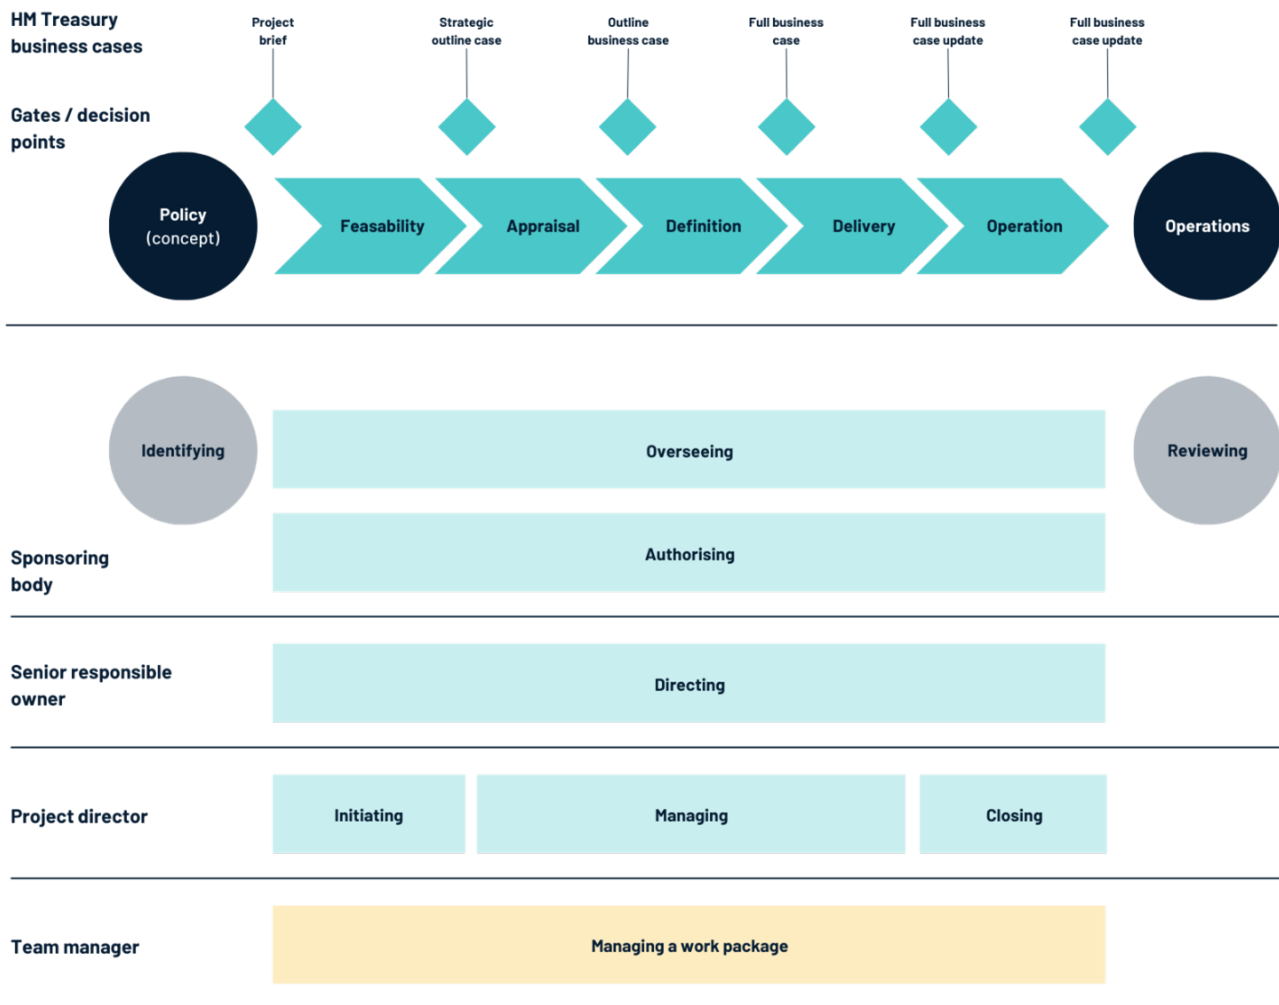 HM Treasury
business cases
Project
brief
Strategic
outline case
Outline
business case
Full business
case
Full business
case update
Full business
case update
Gates / decision
points
Policy
(concept)
Feasability
Appraisal
Definition
Delivery
Operation
Operations
Identifying
Overseeing
Reviewing
Authorising
Sponsoring
body
Senior responsible
owner
Directing
Project director
Initiating
Managing
Closing
Team manager
Managing a work package